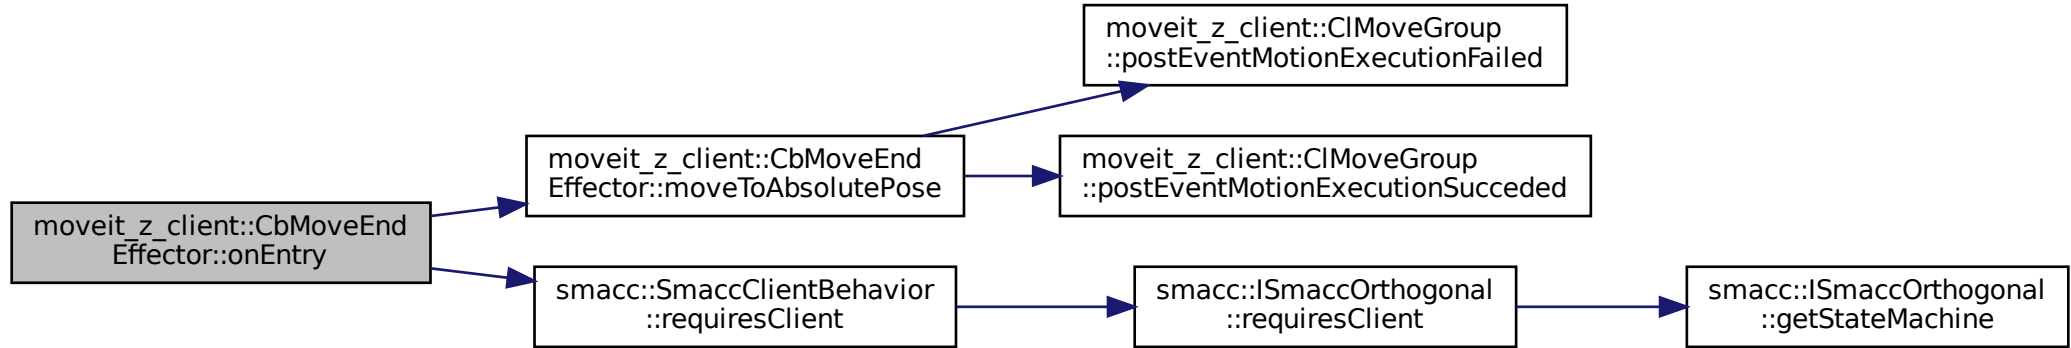 moveit_z_client::ClMoveGroup
::postEventMotionExecutionFailed
moveit_z_client::CbMoveEnd
Effector::moveToAbsolutePose
moveit_z_client::ClMoveGroup
::postEventMotionExecutionSucceded
moveit_z_client::CbMoveEnd
Effector::onEntry
smacc::SmaccClientBehavior
::requiresClient
smacc::ISmaccOrthogonal
::requiresClient
smacc::ISmaccOrthogonal
::getStateMachine